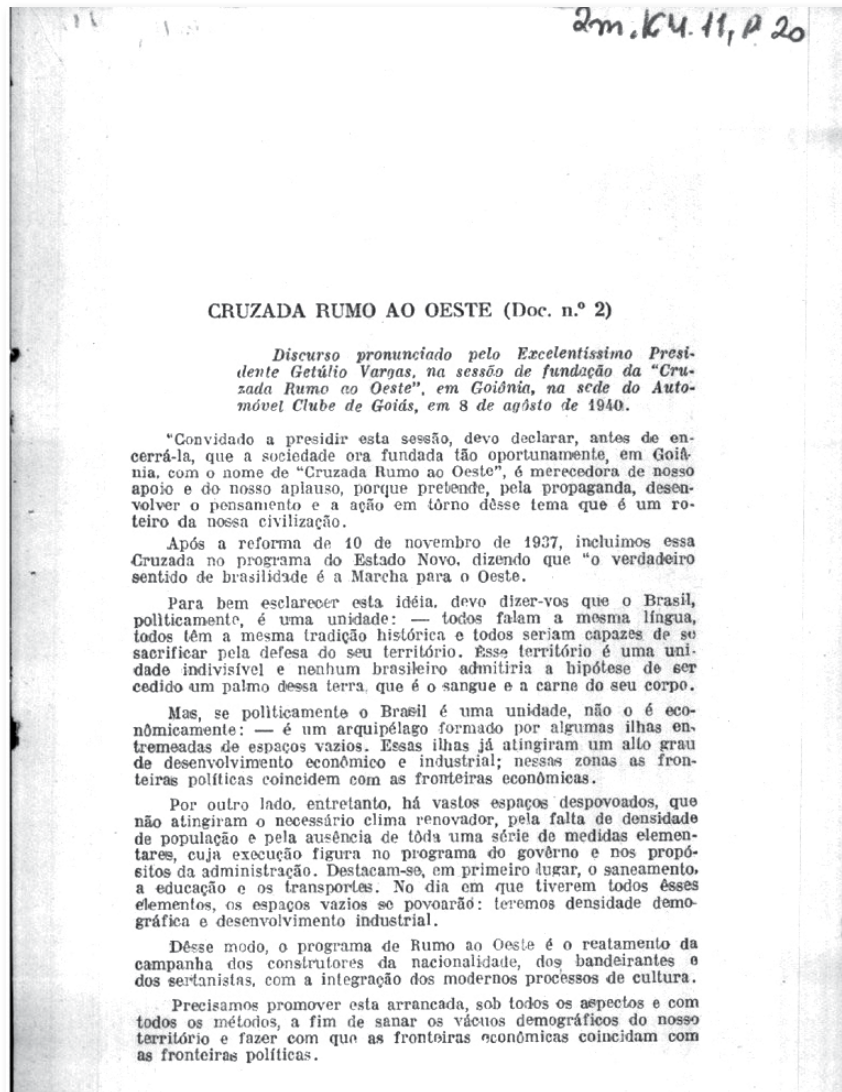 2m.K4.11, P 20
CRUZADA RUMO AO OESTE (Doc. n.º 2)
Discurso pronunciado pelo Excelentíssimo Presi-
dente Getúlio Vargas, na sessão de fundação da "Cru-
zada Rumo ao Oeste", em Goiânia, na sede do Auto-
móvel Clube de Goiás, em 8 de agôsto de 1940.
"Convidado a presidir esta sessão, devo declarar, antes de en-
cerrá-la, que a sociedade ora fundada tão oportunamente, em Goiâ-
nia, com o nome de "Cruzada Rumo ao Oeste", é merecedora de nosso
apoio e do nosso aplauso, porque pretende, pela propaganda, desen-
volver o pensamento e a ação em tôrno dêsse tema que é um ro-
teiro da nossa civilização.
Após a reforma de 10 de novembro de 1937, incluimos essa
Cruzada no programa do Estado Novo, dizendo que "o verdadeiro
sentido de brasilidade é a Marcha para o Oeste.
Para bem esclarecer esta idéia, devo dizer-vos que o Brasil,
politicamente, é uma unidade: — todos falam a mesma língua,
todos têm a mesma tradição histórica e todos seriam capazes de se
sacrificar pela defesa do seu território. Êsse território é uma uni-
dade indivisível e nenhum brasileiro admitiria a hipótese de ser
cedido um palmo dessa terra, que é o sangue e a carne do seu corpo.
Mas, se politicamente o Brasil é uma unidade, não o é eco-
nômicamente: — é um arquipélago formado por algumas ilhas en-
tremeadas de espaços vazios. Essas ilhas já atingiram um alto grau
de desenvolvimento econômico e industrial; nessas zonas as fron-
teiras políticas coincidem com as fronteiras econômicas.
Por outro lado, entretanto, há vastos espaços despovoados, que
não atingiram o necessário clima renovador, pela falta de densidade
de população e pela ausência de tôda uma série de medidas elemen-
tares, cuja execução figura no programa do govêrno e nos propó-
sitos da administração. Destacam-se, em primeiro lugar, o saneamento,
a educação e os transportes. No dia em que tiverem todos êsses
elementos, os espaços vazios se povoarão: teremos densidade demo-
gráfica e desenvolvimento industrial.
Dêsse modo, o programa de Rumo ao Oeste é o reatamento da
campanha dos construtores da nacionalidade, dos bandeirantes e
dos sertanistas, com a integração dos modernos processos de cultura.
Precisamos promover esta arrancada, sob todos os aspectos e com
todos os métodos, a fim de sanar os vácuos demográficos do nosso
território e fazer com que as fronteiras econômicas coincidam com
as fronteiras políticas.